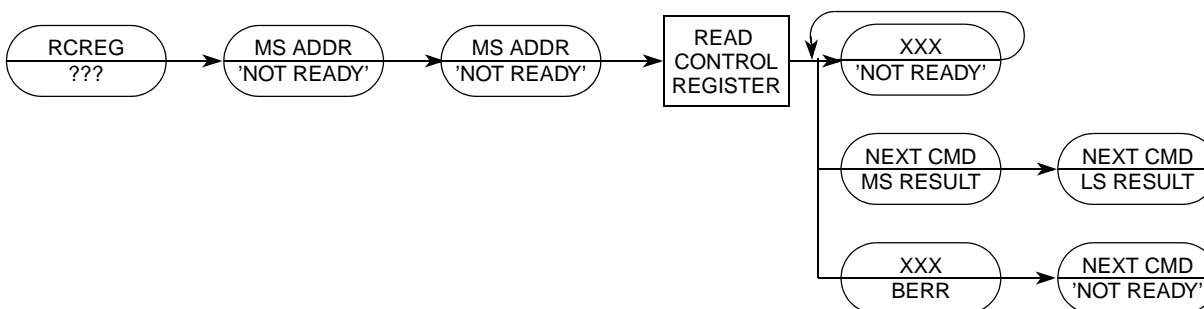 RCREG
???
MS ADDR
'NOT READY'
MS ADDR
'NOT READY'
READ
CONTROL
REGISTER
XXX
'NOT READY'
NEXT CMD
MS RESULT
NEXT CMD
LS RESULT
XXX
BERR
NEXT CMD
'NOT READY'